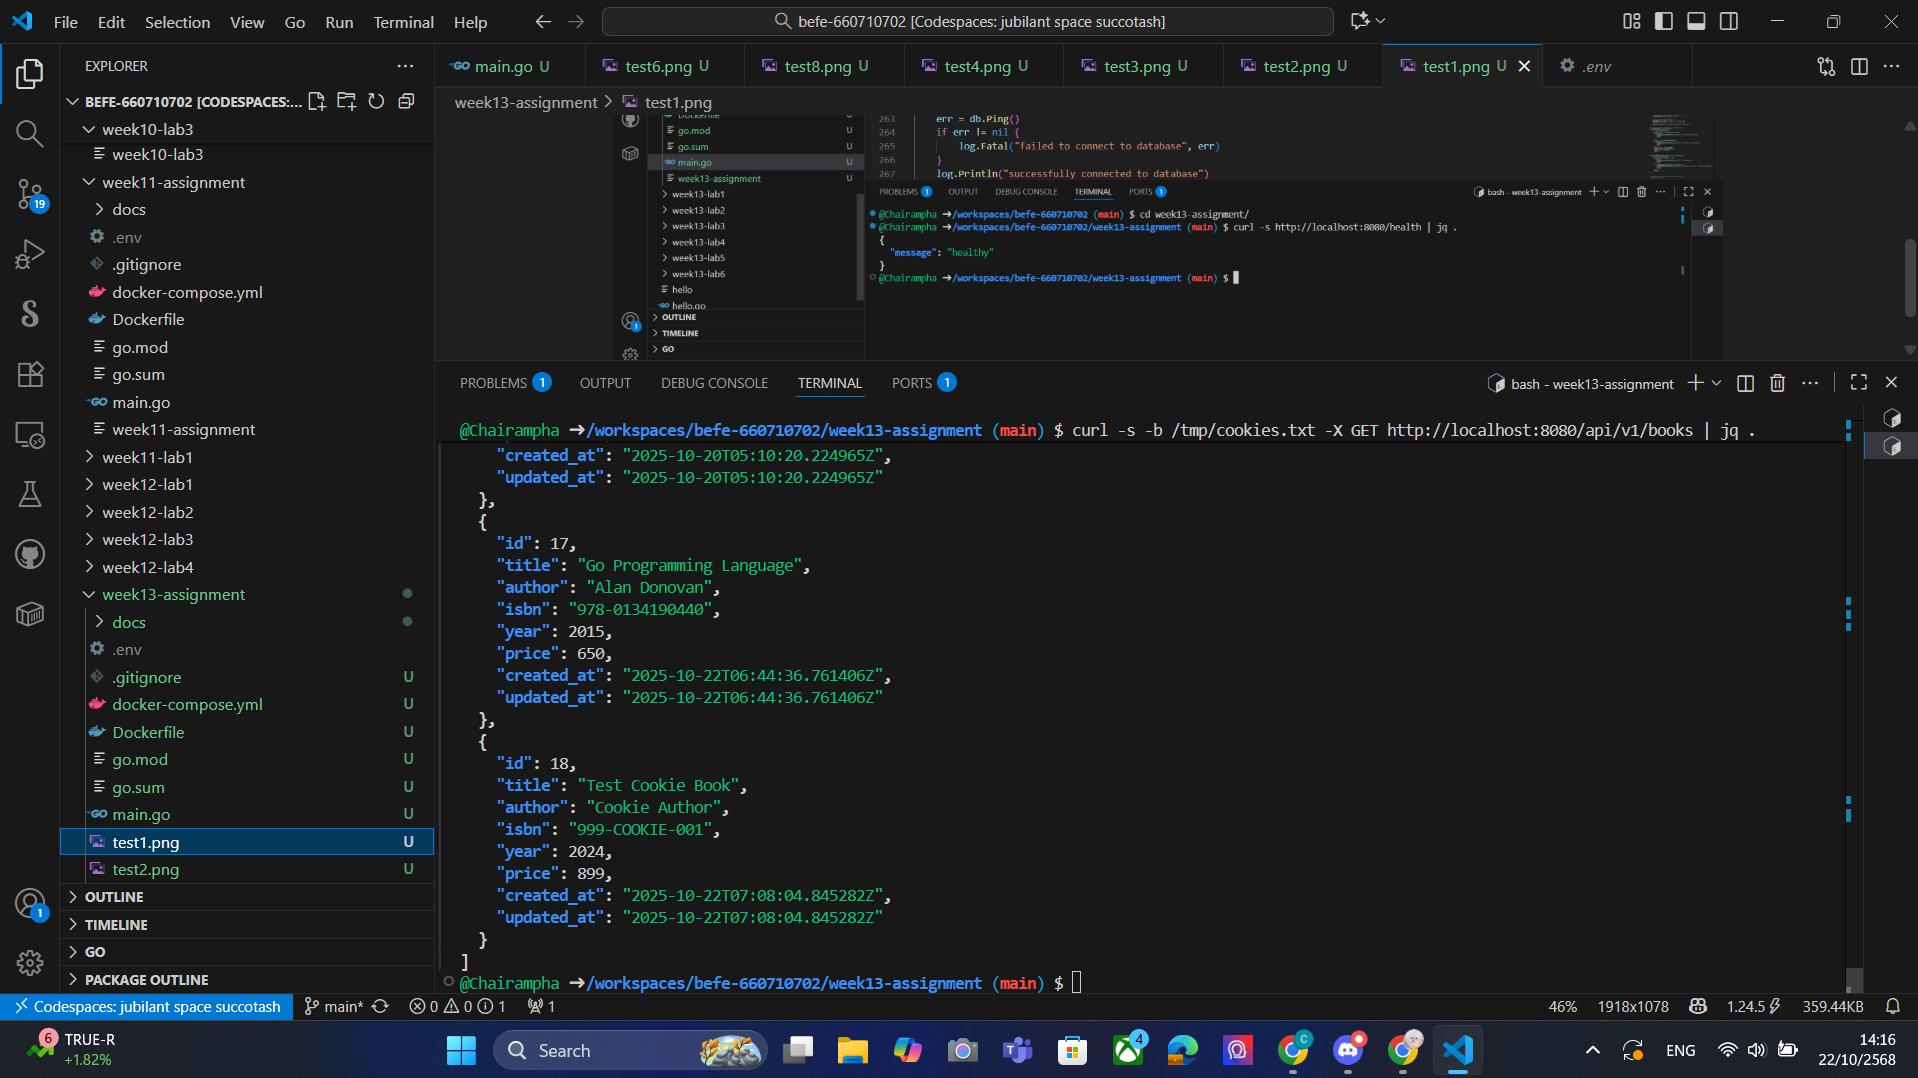 File Edit Selection View Go Run Terminal Help
befe-660710702 [Codespaces: jubilant space succotash]
EXPLORER
BEFE-660710702 [CODESPACES:...
week10-lab3
week10-lab3
week11-assignment
docs
.env
.gitignore
docker-compose.yml
Dockerfile
go.mod
go.sum
main.go
week11-assignment
week11-lab1
week12-lab1
week12-lab2
week12-lab3
week12-lab4
week13-assignment
docs
.env
.gitignore U
docker-compose.yml U
Dockerfile U
go.mod U
go.sum U
main.go U
test1.png U
test2.png U
OUTLINE
TIMELINE
GO
PACKAGE OUTLINE
19
1
main.go U test6.png U test8.png U test4.png U test3.png U test2.png U test1.png U .env
week13-assignment > test1.png
Dockerfile U
go.mod U
go.sum U
main.go U
week13-assignment U
week13-lab1
week13-lab2
week13-lab3
week13-lab4
week13-lab5
week13-lab6
hello
hello.go
OUTLINE
TIMELINE
GO
1
263 err = db.Ping()
264 if err != nil {
265 log.Fatal("failed to connect to database", err)
266 }
267 log.Println("successfully connected to database")
PROBLEMS 1 OUTPUT DEBUG CONSOLE TERMINAL PORTS 1 bash - week13-assignment
@Chairampha ➜/workspaces/befe-660710702 (main) $ cd week13-assignment/
@Chairampha ➜/workspaces/befe-660710702/week13-assignment (main) $ curl -s http://localhost:8080/health | jq .
{
"message": "healthy"
}
@Chairampha ➜/workspaces/befe-660710702/week13-assignment (main) $
PROBLEMS 1 OUTPUT DEBUG CONSOLE TERMINAL PORTS 1 bash - week13-assignment
@Chairampha ➜/workspaces/befe-660710702/week13-assignment (main) $ curl -s -b /tmp/cookies.txt -X GET http://localhost:8080/api/v1/books | jq .
"created_at": "2025-10-20T05:10:20.224965Z",
"updated_at": "2025-10-20T05:10:20.224965Z"
},
{
"id": 17,
"title": "Go Programming Language",
"author": "Alan Donovan",
"isbn": "978-0134190440",
"year": 2015,
"price": 650,
"created_at": "2025-10-22T06:44:36.761406Z",
"updated_at": "2025-10-22T06:44:36.761406Z"
},
{
"id": 18,
"title": "Test Cookie Book",
"author": "Cookie Author",
"isbn": "999-COOKIE-001",
"year": 2024,
"price": 899,
"created_at": "2025-10-22T07:08:04.845282Z",
"updated_at": "2025-10-22T07:08:04.845282Z"
}
]
@Chairampha ➜/workspaces/befe-660710702/week13-assignment (main) $
Codespaces: jubilant space succotash main* 0 0 1 1 46% 1918x1078 1.24.5 359.44KB
6 TRUE-R
+1.82%
Search
4
C
ENG
14:16
22/10/2568